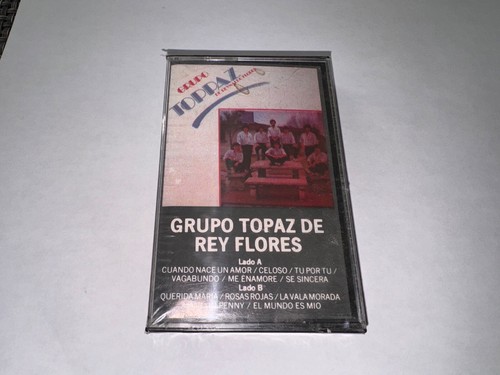 GRUPO
TOPPAZ
GRUPO TOPAZ DE
REY FLORES
Lado A
CUANDO NACE UN AMOR / CELOSO / TU POR TU /
VAGABUNDO / ME ENAMORE / SE SINCERA
Lado B
QUERIDA MARIA / ROSAS ROJAS / LA VALA MORADA
PENNY / EL MUNDO ES MIO